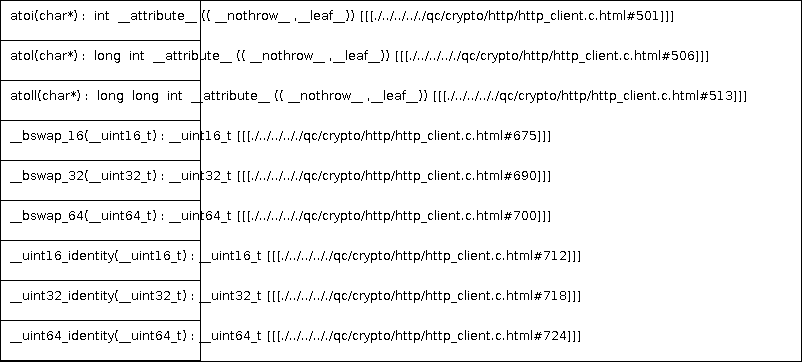 atoi(char*) : int __attribute__ (( __nothrow__ ,__leaf__)) [[[./../../././qc/crypto/http/http_client.c.html#501]]]
atol(char*) : long int __attribute__ (( __nothrow__ ,__leaf__)) [[[./../../././qc/crypto/http/http_client.c.html#506]]]
atoll(char*) : long long int __attribute__ (( __nothrow__ ,__leaf__)) [[[./../../././qc/crypto/http/http_client.c.html#513]]]
__bswap_16(__uint16_t) : __uint16_t [[[./../../././qc/crypto/http/http_client.c.html#675]]]
__bswap_32(__uint32_t) : __uint32_t [[[./../../././qc/crypto/http/http_client.c.html#690]]]
__bswap_64(__uint64_t) : __uint64_t [[[./../../././qc/crypto/http/http_client.c.html#700]]]
__uint16_identity(__uint16_t) : __uint16_t [[[./../../././qc/crypto/http/http_client.c.html#712]]]
__uint32_identity(__uint32_t) : __uint32_t [[[./../../././qc/crypto/http/http_client.c.html#718]]]
__uint64_identity(__uint64_t) : __uint64_t [[[./../../././qc/crypto/http/http_client.c.html#724]]]